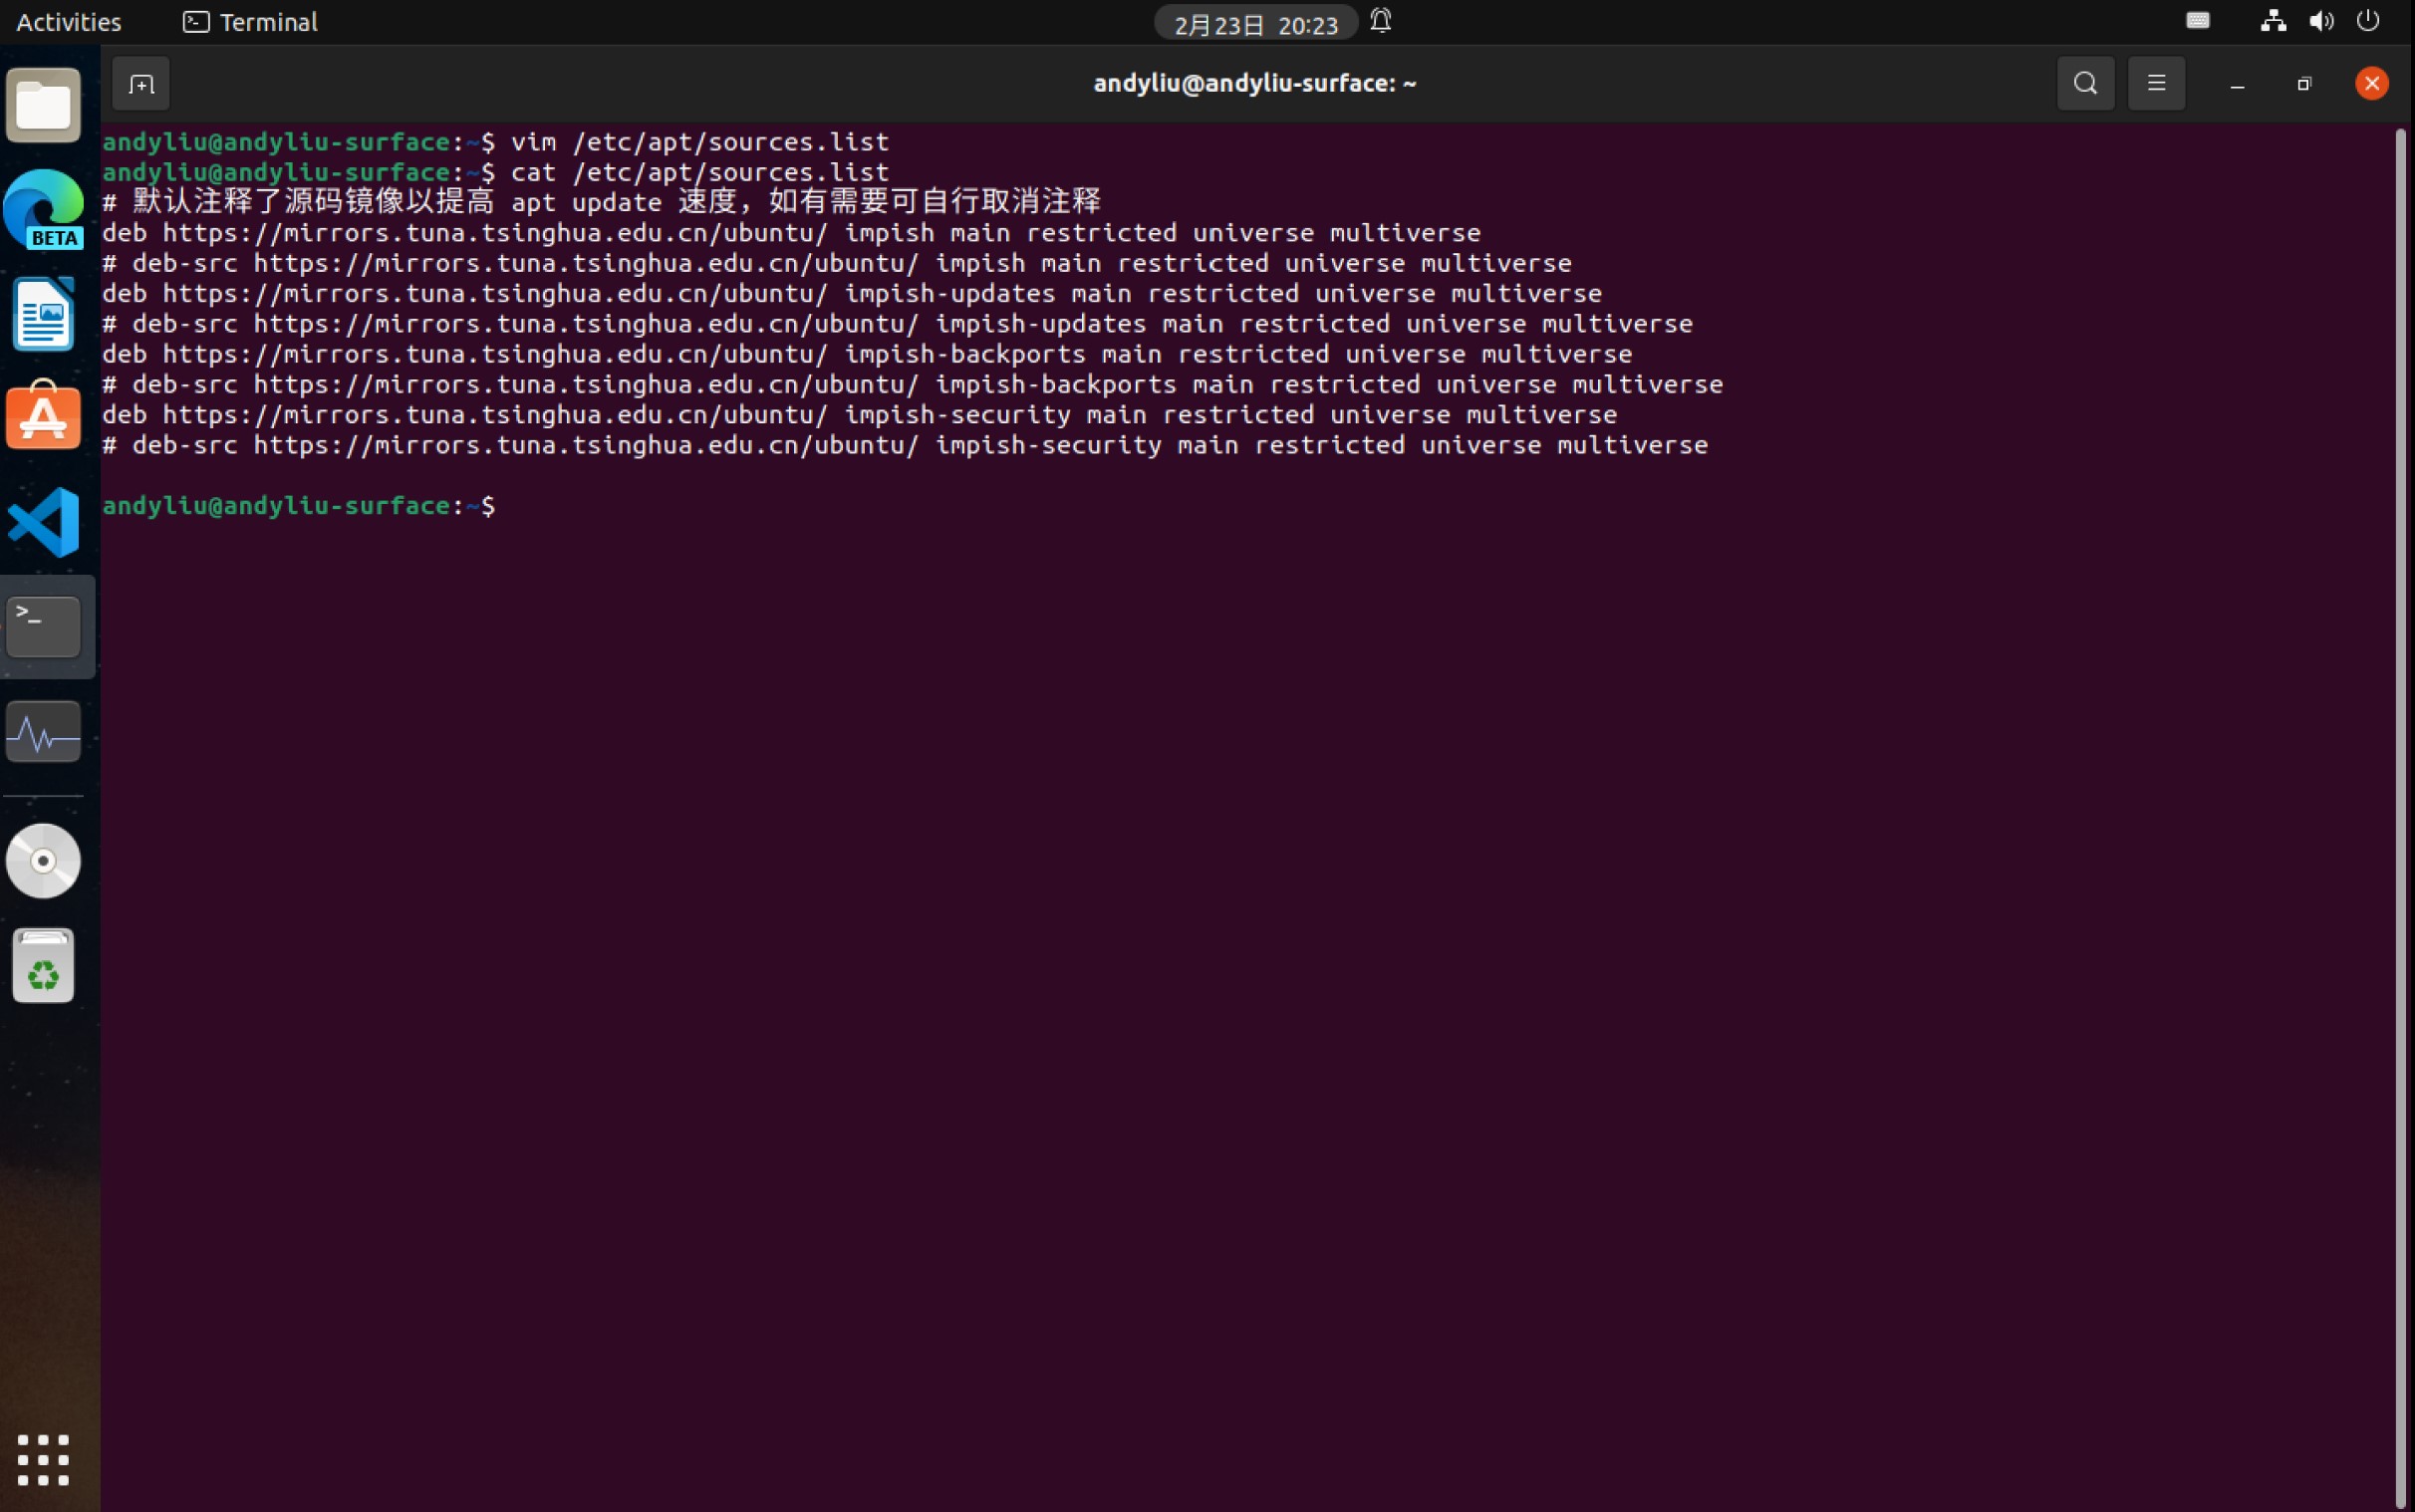 Activities
Terminal
2月23日 20:23
andyliu@andyliu-surface: ~
BETA
andyliu@andyliu-surface:~$ vim /etc/apt/sources.list
andyliu@andyliu-surface:~$ cat /etc/apt/sources.list
# 默认注释了源码镜像以提高 apt update 速度，如有需要可自行取消注释
deb https://mirrors.tuna.tsinghua.edu.cn/ubuntu/ impish main restricted universe multiverse
# deb-src https://mirrors.tuna.tsinghua.edu.cn/ubuntu/ impish main restricted universe multiverse
deb https://mirrors.tuna.tsinghua.edu.cn/ubuntu/ impish-updates main restricted universe multiverse
# deb-src https://mirrors.tuna.tsinghua.edu.cn/ubuntu/ impish-updates main restricted universe multiverse
deb https://mirrors.tuna.tsinghua.edu.cn/ubuntu/ impish-backports main restricted universe multiverse
# deb-src https://mirrors.tuna.tsinghua.edu.cn/ubuntu/ impish-backports main restricted universe multiverse
deb https://mirrors.tuna.tsinghua.edu.cn/ubuntu/ impish-security main restricted universe multiverse
# deb-src https://mirrors.tuna.tsinghua.edu.cn/ubuntu/ impish-security main restricted universe multiverse
andyliu@andyliu-surface:~$